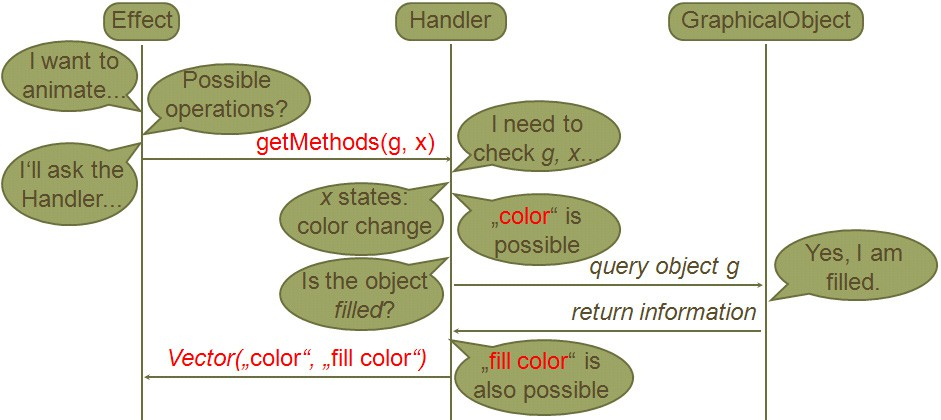 Effect
Handler
GraphicalObject
I want to
animate...
Possible
operations?
getMethods(g, x)
I need to
check g, x...
I‘ll ask the
Handler...
x states:
color change
„color“ is
possible
Is the object
filled?
query object g
Yes, I am
filled.
return information
Vector(„color“, „fill color“)
„fill color“ is
also possible